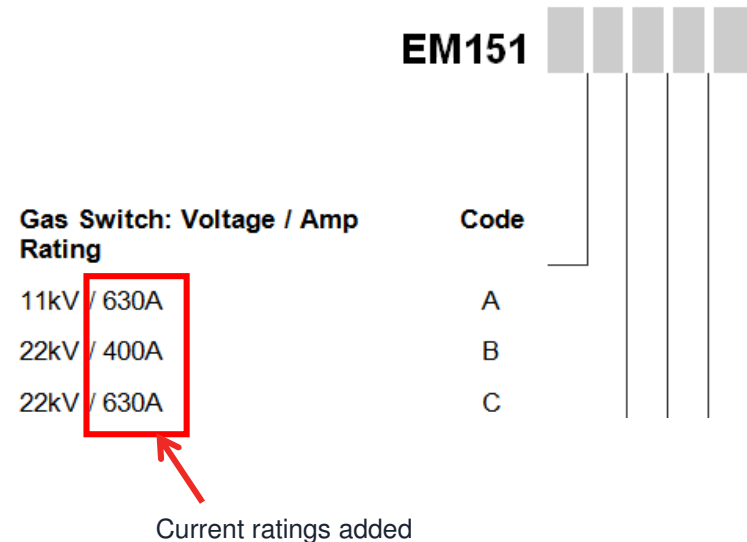 EM151
Gas Switch: Voltage / Amp Code
Rating
11kV / 630A A
22kV / 400A B
22kV / 630A C
Current ratings added